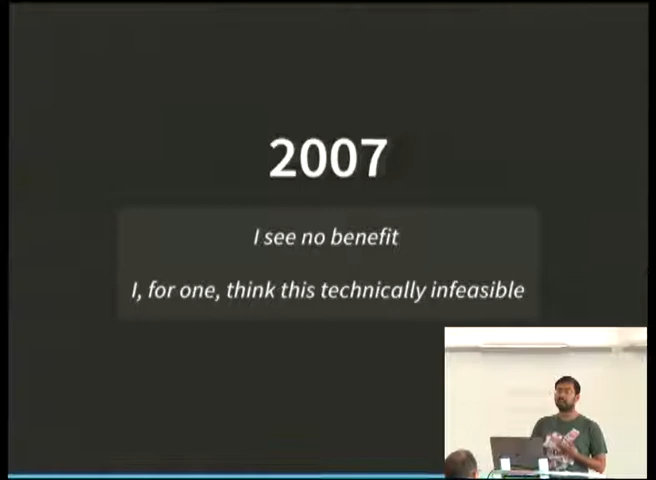 2007
I see no benefit
I, for one, think this technically infeasible